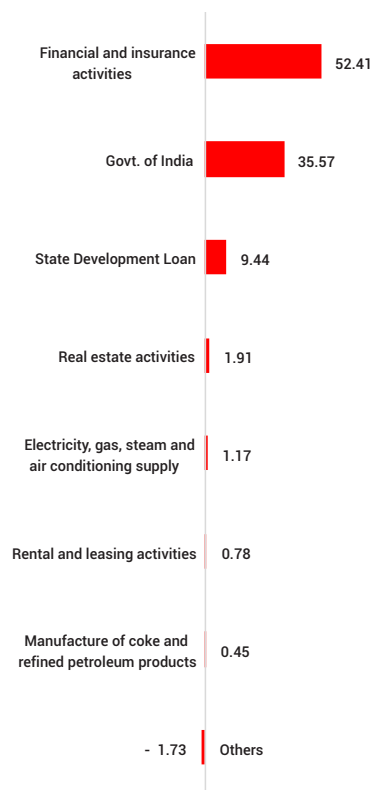 Financial and insurance
activities
52.41
Govt. of India
35.57
State Development Loan
9.44
Real estate activities
1.91
Electricity, gas, steam and
air conditioning supply
1.17
Rental and leasing activities
0.78
Manufacture of coke and
refined petroleum products
0.45
- 1.73 Others